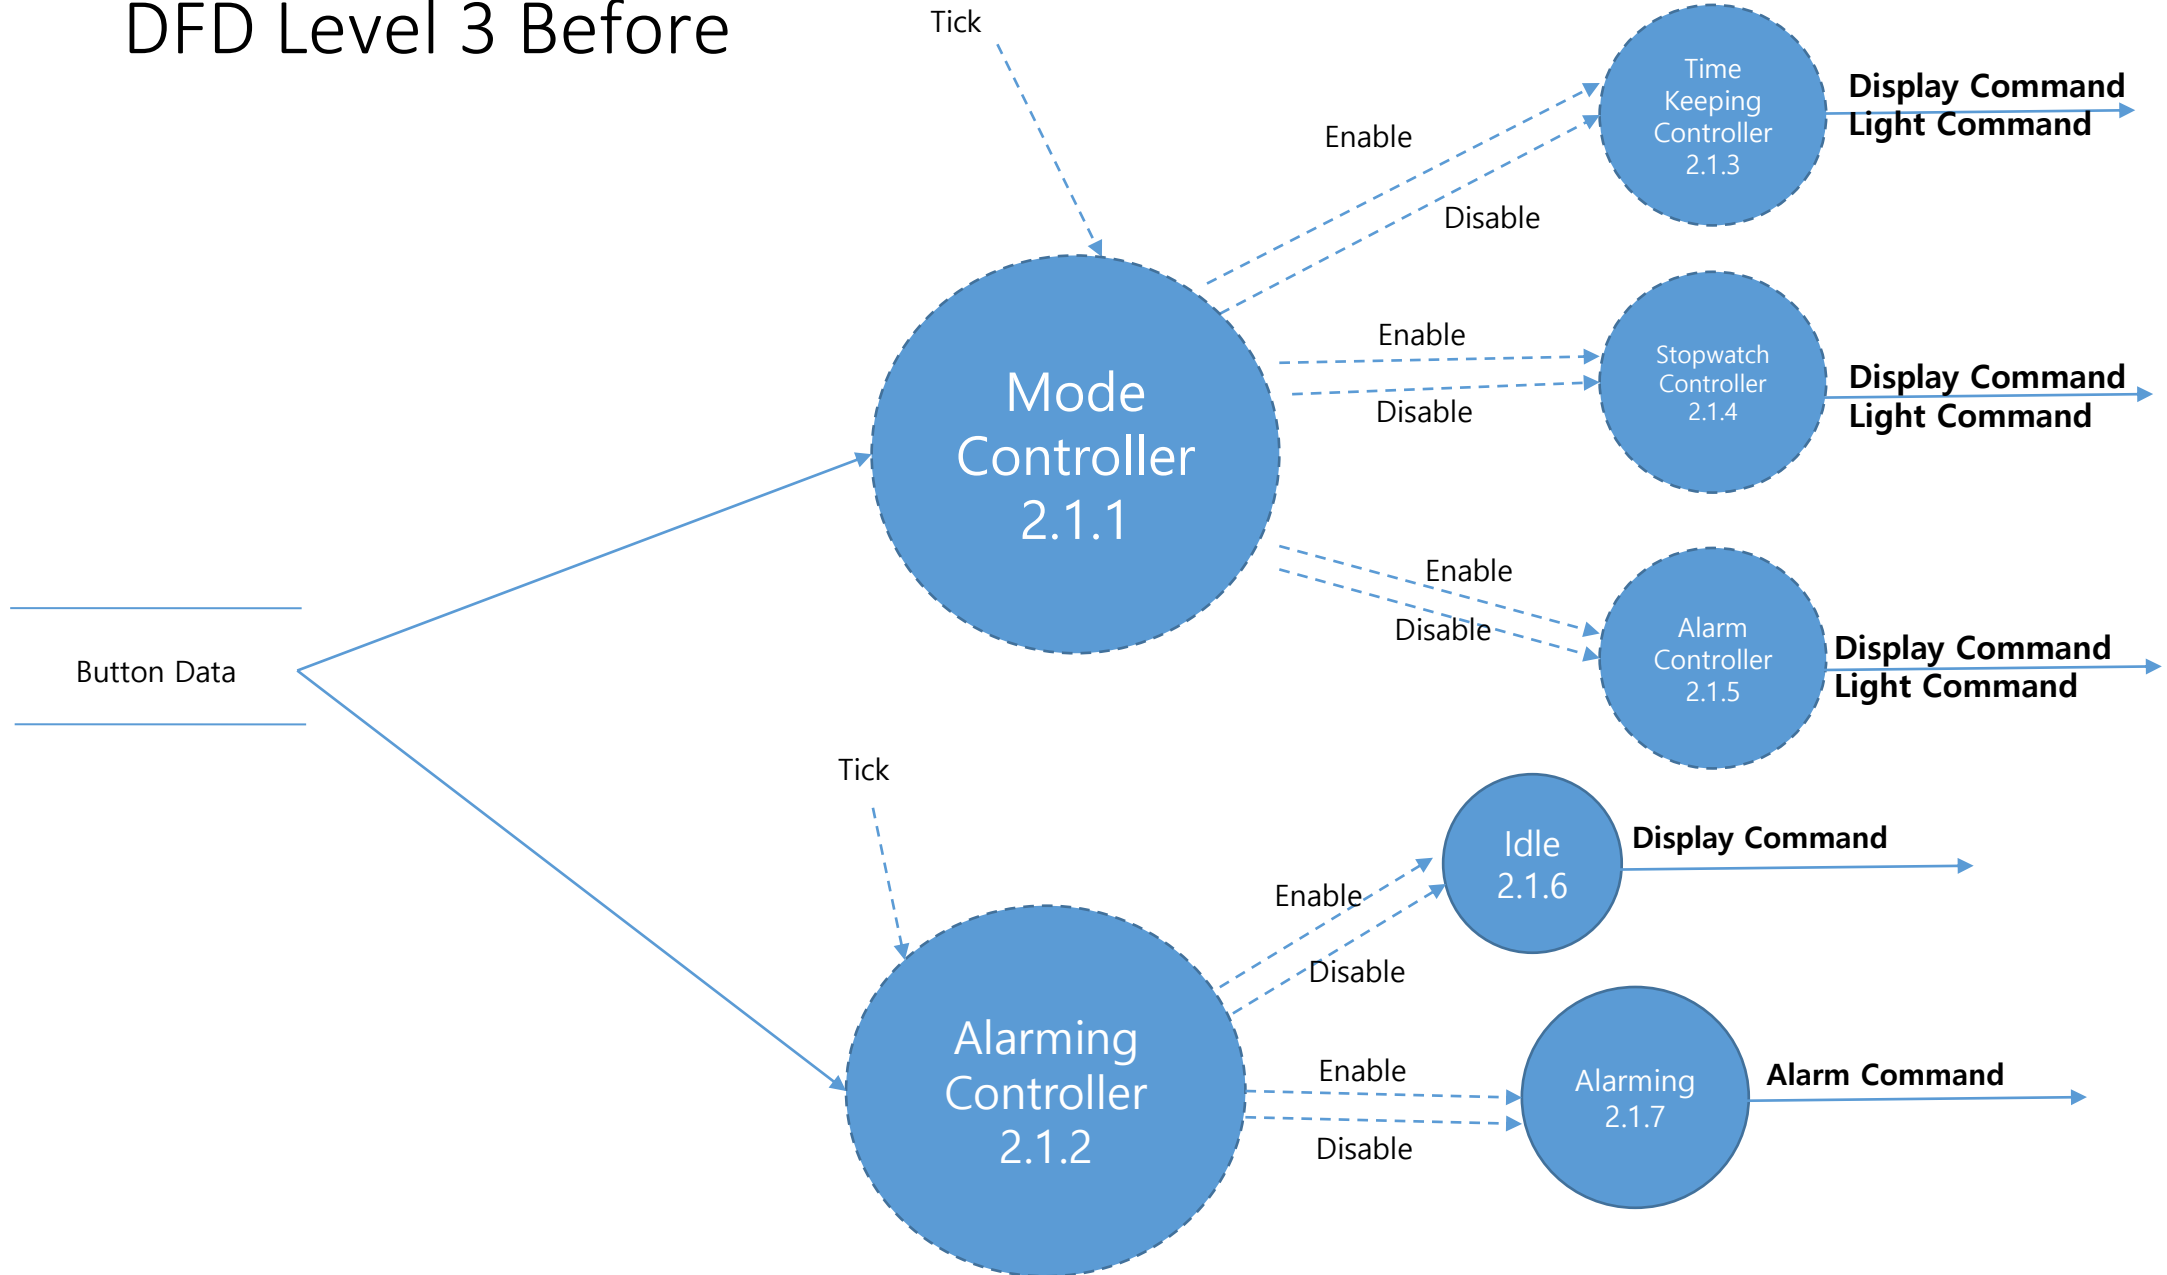 DFD Level 3 Before
Tick
Time
Keeping
Controller
2.1.3
Display Command
Light Command
Enable
Disable
Mode
Controller
2.1.1
Enable
Disable
Stopwatch
Controller
2.1.4
Display Command
Light Command
Enable
Disable
Alarm
Controller
2.1.5
Display Command
Light Command
Button Data
Tick
Idle
2.1.6
Display Command
Enable
Disable
Alarming
Controller
2.1.2
Enable
Disable
Alarming
2.1.7
Alarm Command